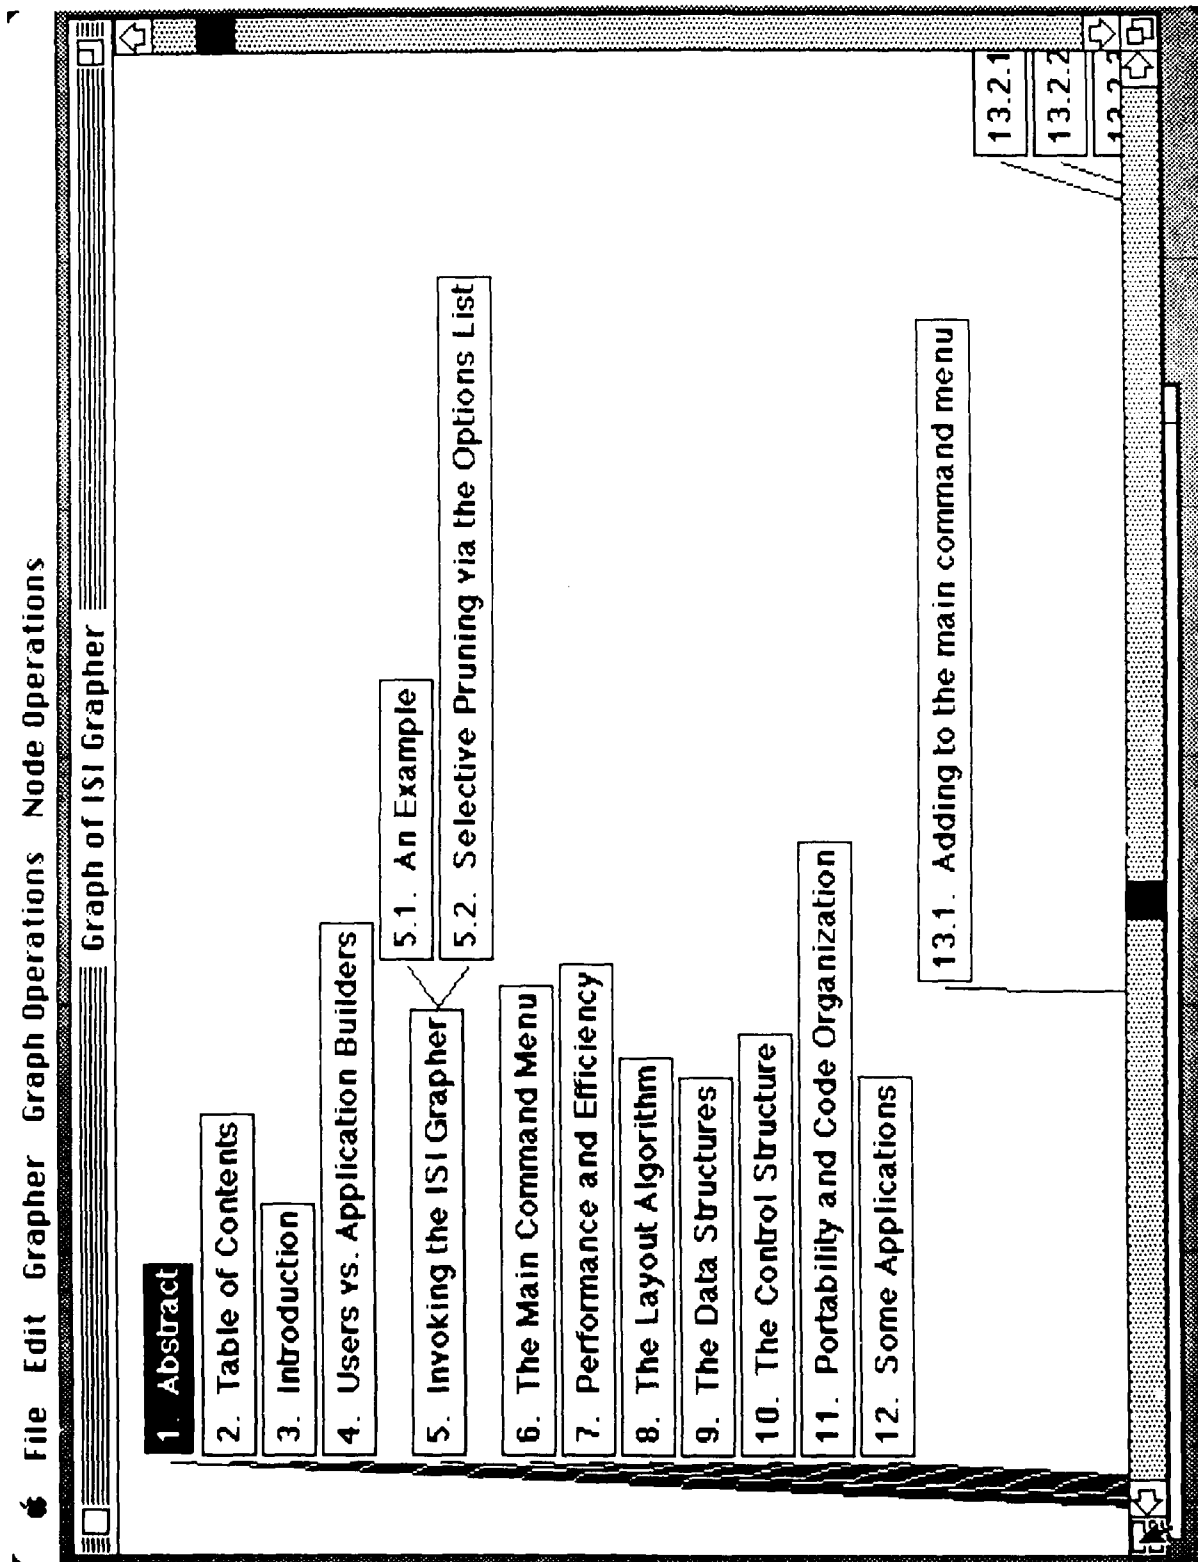 File Edit Grapher Graph Operations Node Operations
Graph of ISI Grapher
1. Abstract
2. Table of Contents
3. Introduction
4. Users vs. Application Builders
5.1. An Example
5. Invoking the ISI Grapher
5.2. Selective Pruning via the Options List
6. The Main Command Menu
7. Performance and Efficiency
8. The Layout Algorithm
9. The Data Structures
10. The Control Structure
11. Portability and Code Organization
12. Some Applications
13.1. Adding to the main command menu
13.2.1
13.2.2